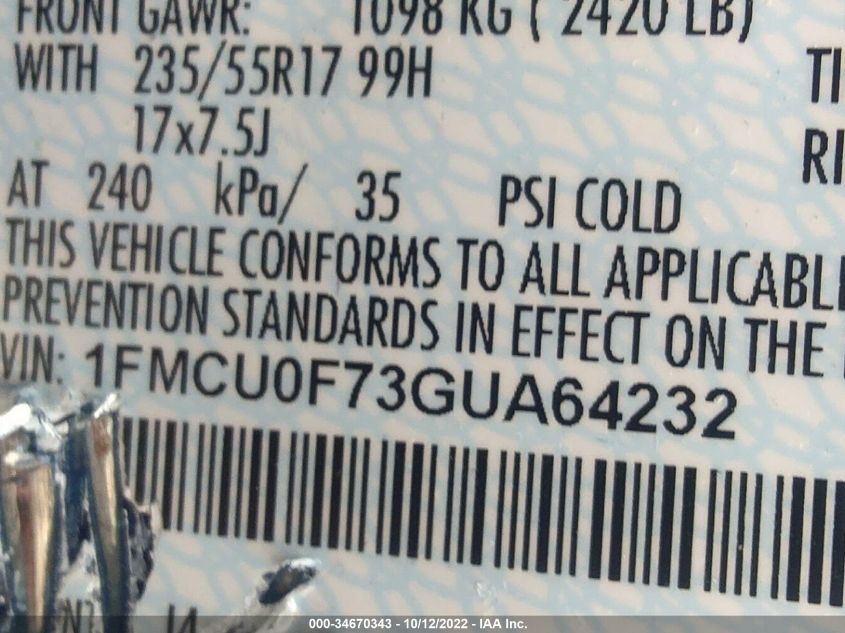 FRONT GAWR: 1098 KG ( 2420 LB)
WITH 235/55R17 99H TI
17x7.5J RI
AT 240 kPa/ 35 PSI COLD
THIS VEHICLE CONFORMS TO ALL APPLICABL
PREVENTION STANDARDS IN EFFECT ON THE
VIN: 1FMCU0F73GUA64232
000-34670343 - 10/12/2022 - IAA Inc.